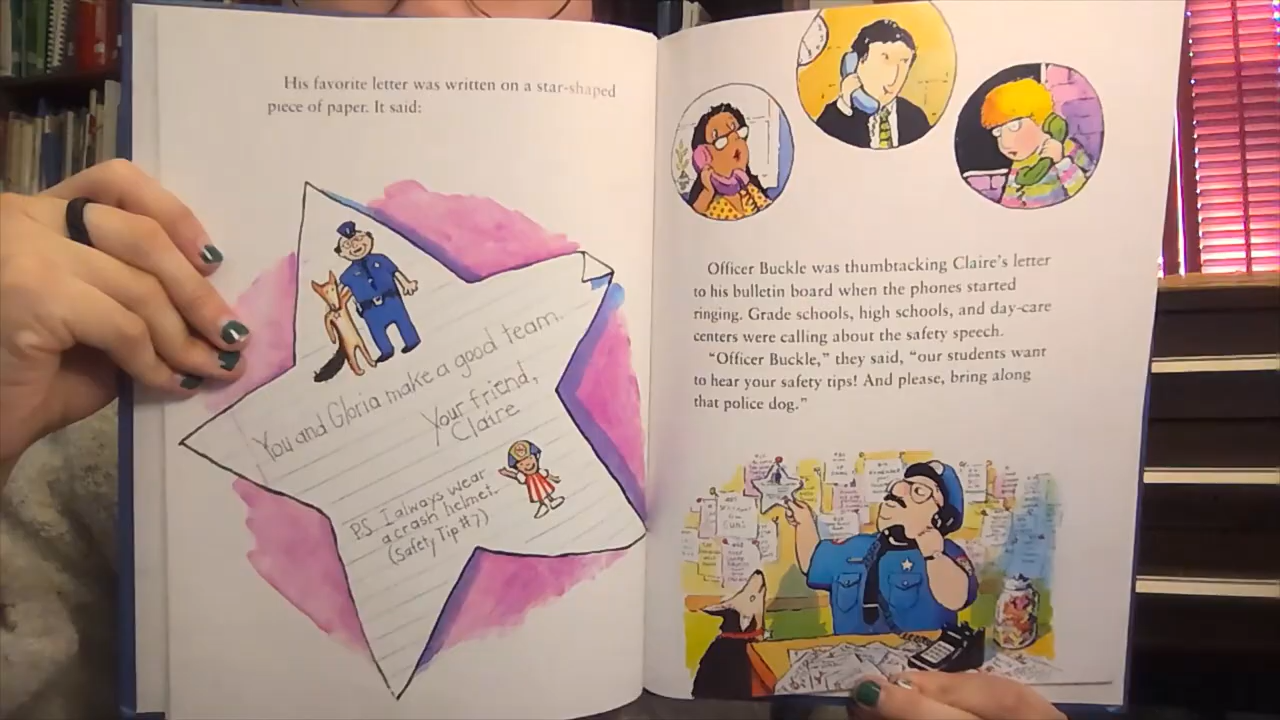 His favorite letter was written on a star-shaped
piece of paper. It said:
You and Gloria make a good team.
Your friend,
Claire
P.S. I always wear
a crash helmet.
(Safety Tip #7)
Officer Buckle was thumbtacking Claire's letter
to his bulletin board when the phones started
ringing. Grade schools, high schools, and day-care
centers were calling about the safety speech.
"Officer Buckle," they said, "our students want
to hear your safety tips! And please, bring along
that police dog."